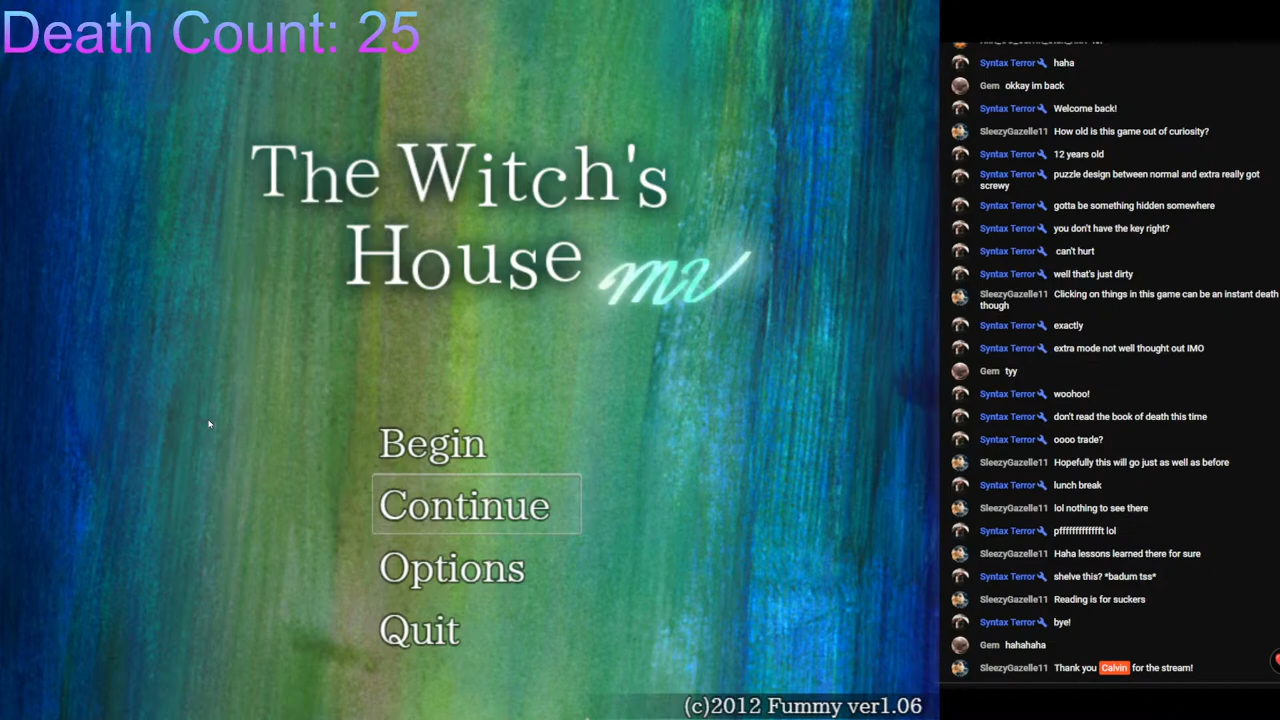 Death Count: 25
The Witch's
House mv
Begin
Continue
Options
Quit
(c)2012 Fummy ver1.06
Syntax Terror haha
Gem okkay im back
Syntax Terror Welcome back!
SleezyGazelle11 How old is this game out of curiosity?
Syntax Terror 12 years old
Syntax Terror puzzle design between normal and extra really got
screwy
Syntax Terror gotta be something hidden somewhere
Syntax Terror you don't have the key right?
Syntax Terror can't hurt
Syntax Terror well that's just dirty
SleezyGazelle11 Clicking on things in this game can be an instant death
though
Syntax Terror exactly
Syntax Terror extra mode not well thought out IMO
Gem tyy
Syntax Terror woohoo!
Syntax Terror don't read the book of death this time
Syntax Terror oooo trade?
SleezyGazelle11 Hopefully this will go just as well as before
Syntax Terror lunch break
SleezyGazelle11 lol nothing to see there
Syntax Terror pfffffffffffft lol
SleezyGazelle11 Haha lessons learned there for sure
Syntax Terror shelve this? *badum tss*
SleezyGazelle11 Reading is for suckers
Syntax Terror bye!
Gem hahahaha
SleezyGazelle11 Thank you Calvin for the stream!